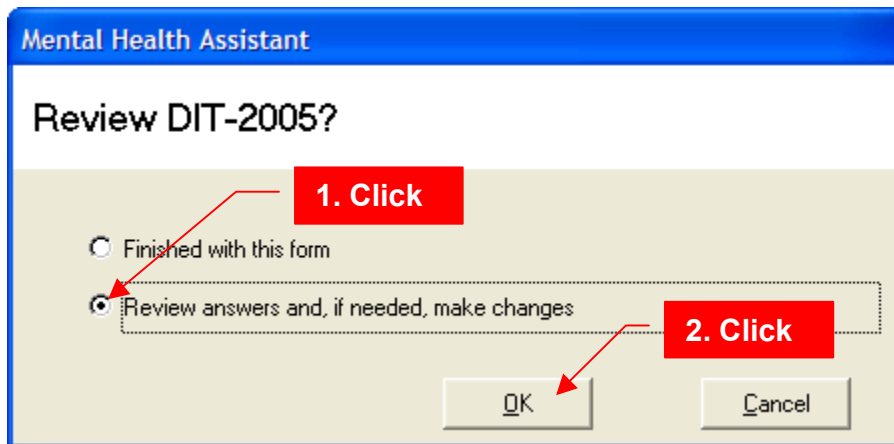 Mental Health Assistant
Review DIT-2005?
1. Click
Finished with this form
Review answers and, if needed, make changes
2. Click
OK
Cancel